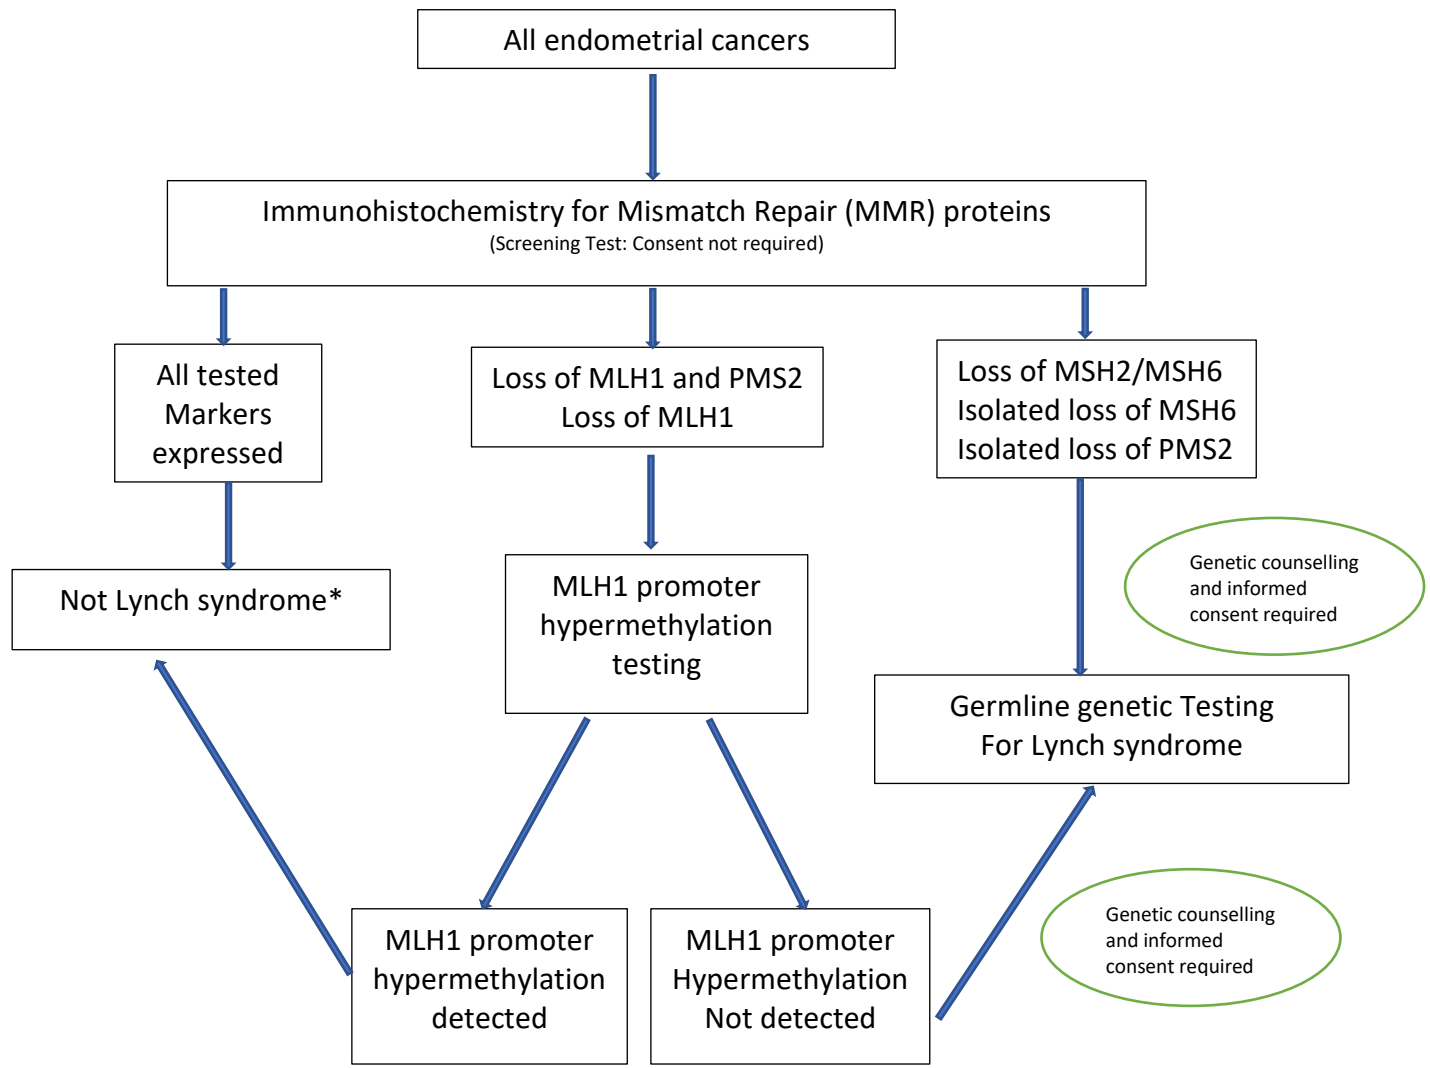 All endometrial cancers
Immunohistochemistry for Mismatch Repair (MMR) proteins
(Screening Test: Consent not required)
All tested
Markers
expressed
Loss of MLH1 and PMS2
Loss of MLH1
Loss of MSH2/MSH6
Isolated loss of MSH6
Isolated loss of PMS2
Not Lynch syndrome*
MLH1 promoter
hypermethylation
testing
Genetic counselling
and informed
consent required
Germline genetic Testing
For Lynch syndrome
MLH1 promoter
hypermethylation
detected
MLH1 promoter
Hypermethylation
Not detected
Genetic counselling
and informed
consent required